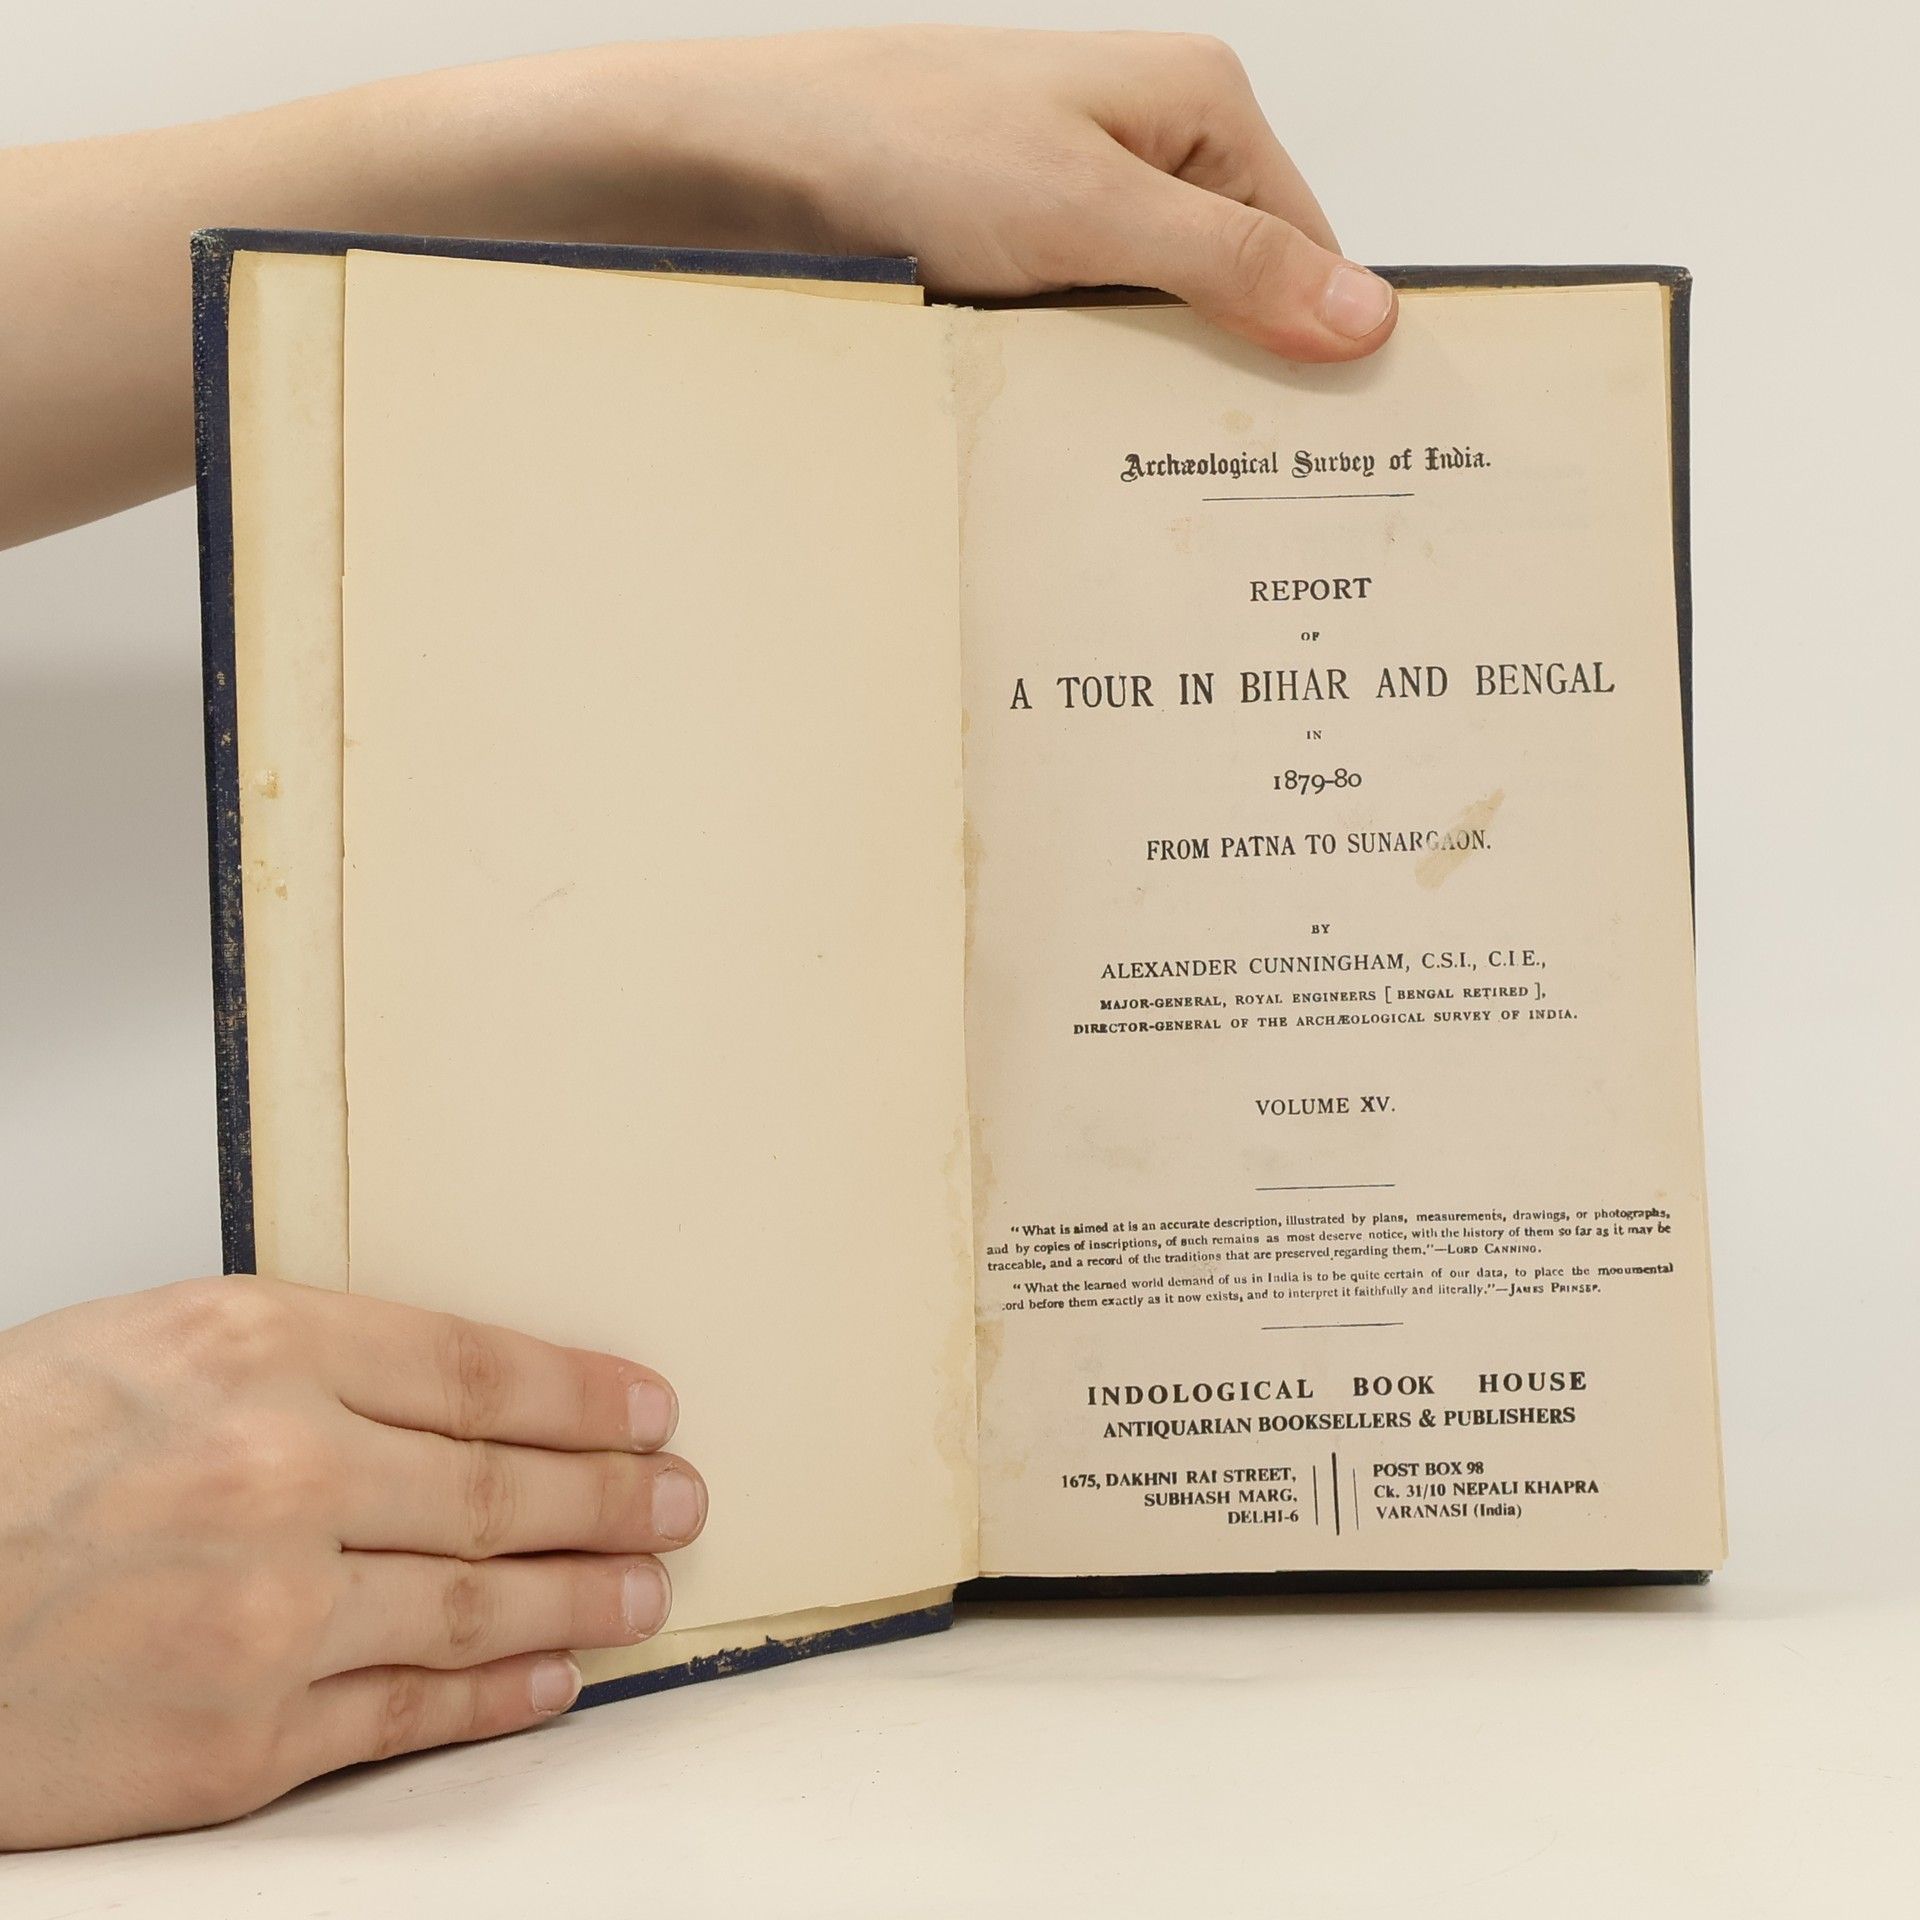 Archæological Survey of India.
REPORT
OF
A TOUR IN BIHAR AND BENGAL
IN
1879-80
FROM PATNA TO SUNARGAON.
BY
ALEXANDER CUNNINGHAM, C.S.I., C.I E.,
MAJOR-GENERAL, ROYAL ENGINEERS [ BENGAL RETIRED ],
DIRECTOR-GENERAL OF THE ARCHÆOLOGICAL SURVEY OF INDIA.
VOLUME XV.
“What is aimed at is an accurate description, illustrated by plans, measurements, drawings, or photographs,
and by copies of inscriptions, of such remains as most deserve notice, with the history of them so far as it may be
traceable, and a record of the traditions that are preserved regarding them."—LORD CANNING.
“What the learned world demand of us in India is to be quite certain of our data, to place the monumental
ord before them exactly as it now exists, and to interpret it faithfully and literally."—JAMES PRINSEP.
INDOLOGICAL BOOK HOUSE
ANTIQUARIAN BOOKSELLERS & PUBLISHERS
1675, DAKHNI RAI STREET,
SUBHASH MARG,
DELHI-6
POST BOX 98
Ck. 31/10 NEPALI KHAPRA
VARANASI (India)